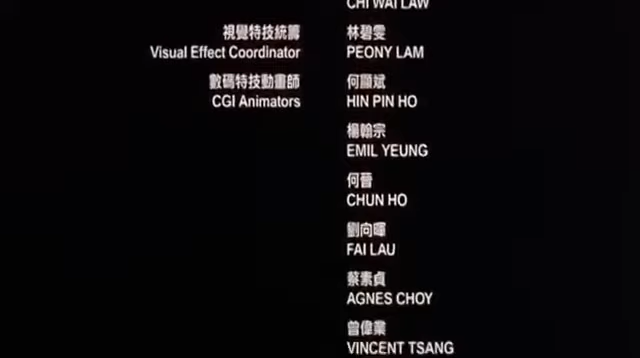 CHI WAI LAW
視覺特技統籌 林碧雯
Visual Effect Coordinator PEONY LAM
數碼特技動畫師 何顯斌
CGI Animators HIN PIN HO
楊翰宗
EMIL YEUNG
何晉
CHUN HO
劉向暉
FAI LAU
蔡素貞
AGNES CHOY
曾偉業
VINCENT TSANG